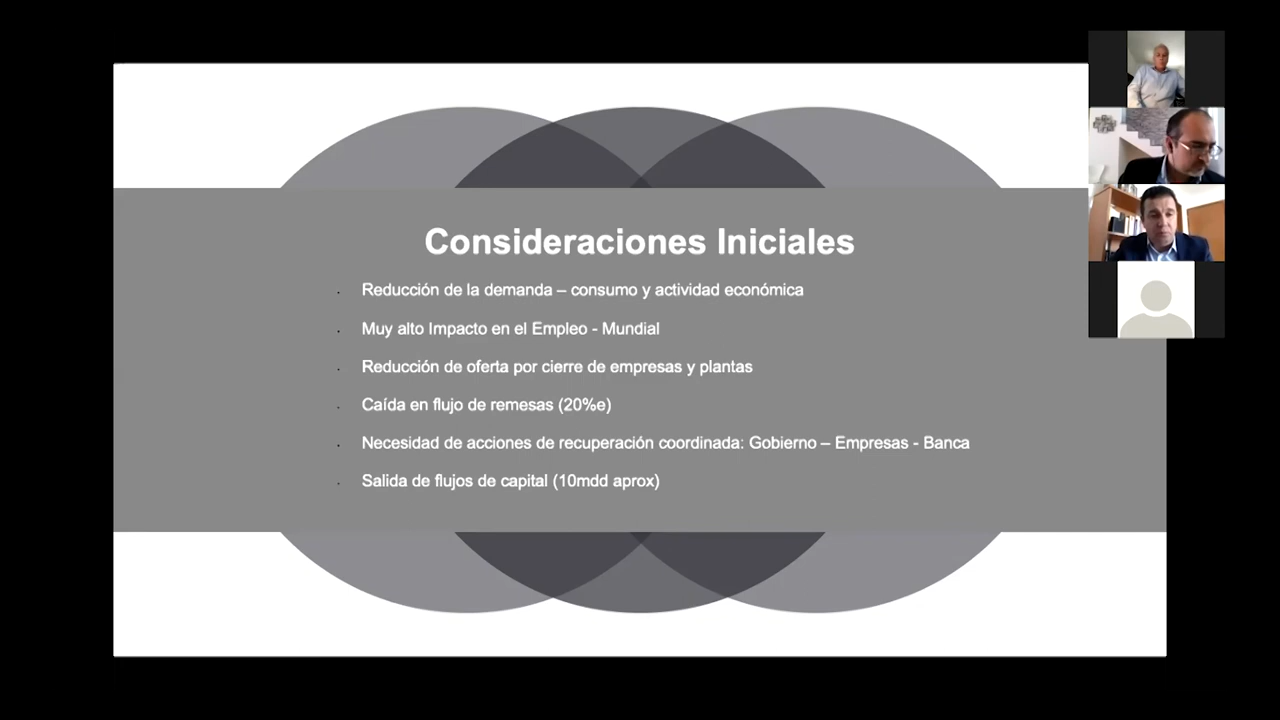 Consideraciones Iniciales
Reducción de la demanda – consumo y actividad económica
Muy alto Impacto en el Empleo - Mundial
Reducción de oferta por cierre de empresas y plantas
Caída en flujo de remesas (20%e)
Necesidad de acciones de recuperación coordinada: Gobierno – Empresas - Banca
Salida de flujos de capital (10mdd aprox)